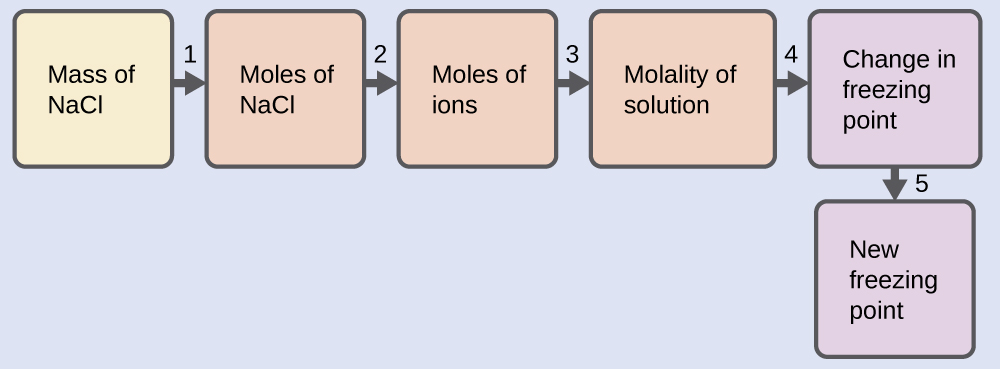 Mass of
NaCl
1
Moles of
NaCl
2
Moles of
ions
3
Molality of
solution
4
Change in
freezing
point
5
New
freezing
point